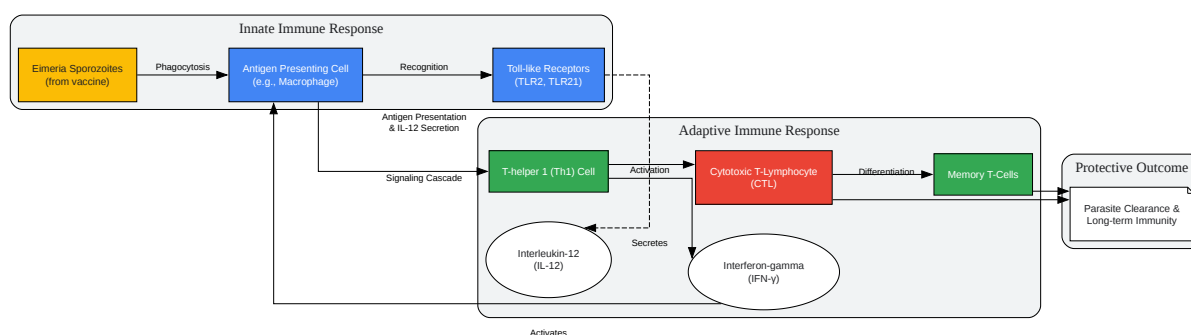 Innate Immune Response
Eimeria Sporozoites
(from vaccine)
Phagocytosis
Antigen Presenting Cell
(e.g., Macrophage)
Recognition
Toll-like Receptors
(TLR2, TLR21)
Antigen Presentation
& IL-12 Secretion
Signaling Cascade
Adaptive Immune Response
T-helper 1 (Th1) Cell
Activation
Cytotoxic T-Lymphocyte
(CTL)
Differentiation
Memory T-Cells
Protective Outcome
Parasite Clearance &
Long-term Immunity
Interleukin-12
(IL-12)
Secretes
Interferon-gamma
(IFN-γ)
Activates